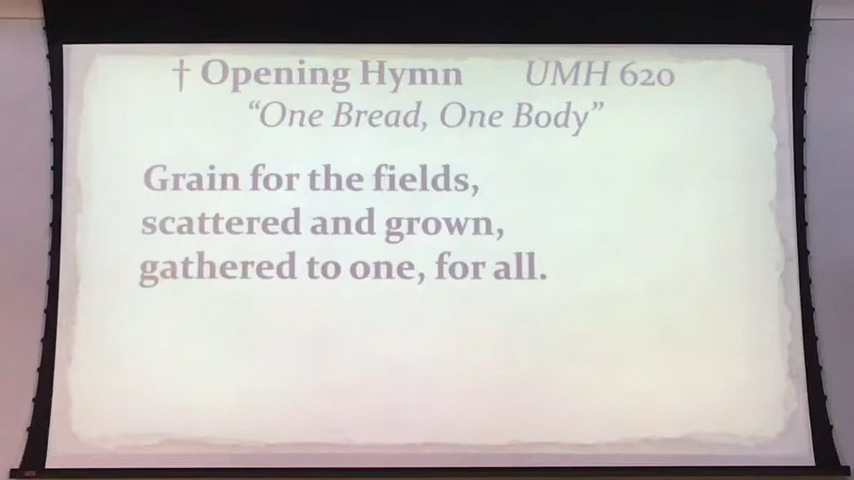 † Opening Hymn UMH 620
“One Bread, One Body”
Grain for the fields,
scattered and grown,
gathered to one, for all.